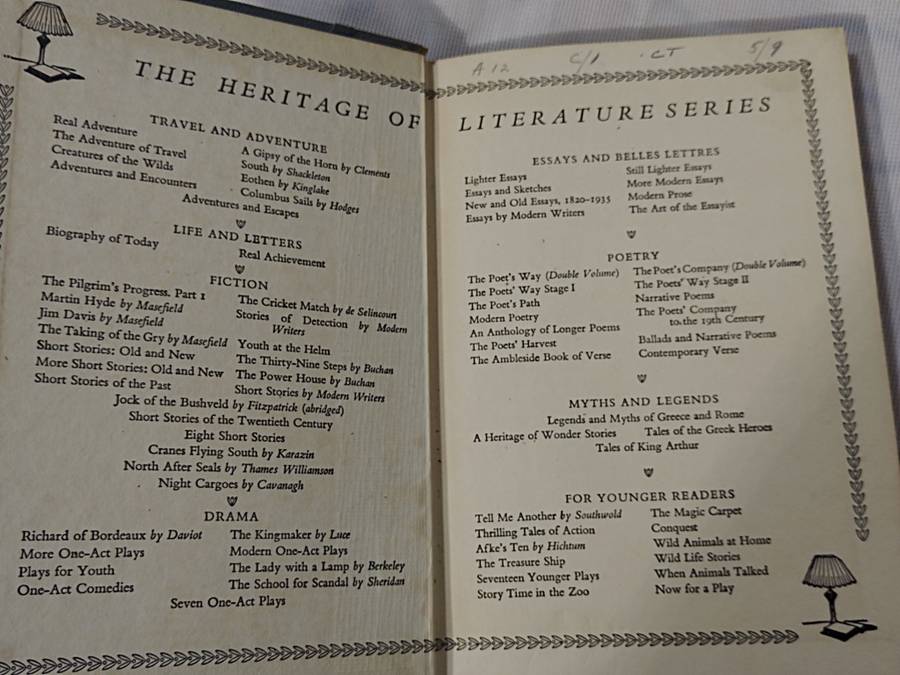 THE HERITAGE OF
TRAVEL AND ADVENTURE
Real Adventure
The Adventure of Travel
Creatures of the Wilds
Adventures and Encounters
A Gipsy of the Horn by Clements
South by Shackleton
Eothen by Kinglake
Columbus Sails by Hodges
Adventures and Escapes
LIFE AND LETTERS
Biography of Today
Real Achievement
FICTION
The Pilgrim's Progress. Part 1
Martin Hyde by Masefield
Jim Davis by Masefield
The Taking of the Gry by Masefield
Short Stories: Old and New
More Short Stories: Old and New
Short Stories of the Past
The Cricket Match by de Selincourt
Stories of Detection by Modern
Writers
Youth at the Helm
The Thirty-Nine Steps by Buchan
The Power House by Buchan
Short Stories by Modern Writers
Jock of the Bushveld by Fitzpatrick (abridged)
Short Stories of the Twentieth Century
Eight Short Stories
Cranes Flying South by Karazin
North After Seals by Thames Williamson
Night Cargoes by Cavanagh
DRAMA
Richard of Bordeaux by Daviot
More One-Act Plays
Plays for Youth
One-Act Comedies
The Kingmaker by Luce
Modern One-Act Plays
The Lady with a Lamp by Berkeley
The School for Scandal by Sheridan
Seven One-Act Plays
A 12 C/1 · CT 5/9
LITERATURE SERIES
ESSAYS AND BELLES LETTRES
Lighter Essays
Essays and Sketches
New and Old Essays, 1820-1935
Essays by Modern Writers
Still Lighter Essays
More Modern Essays
Modern Prose
The Art of the Essayist
POETRY
The Poet's Way (Double Volume)
The Poets' Way Stage I
The Poet's Path
Modern Poetry
An Anthology of Longer Poems
The Poets' Harvest
The Ambleside Book of Verse
The Poet's Company (Double Volume)
The Poets' Way Stage II
Narrative Poems
The Poets' Company
to the 19th Century
Ballads and Narrative Poems
Contemporary Verse
MYTHS AND LEGENDS
Legends and Myths of Greece and Rome
A Heritage of Wonder Stories
Tales of the Greek Heroes
Tales of King Arthur
FOR YOUNGER READERS
Tell Me Another by Southwold
Thrilling Tales of Action
Afke's Ten by Hichtum
The Treasure Ship
Seventeen Younger Plays
Story Time in the Zoo
The Magic Carpet
Conquest
Wild Animals at Home
Wild Life Stories
When Animals Talked
Now for a Play